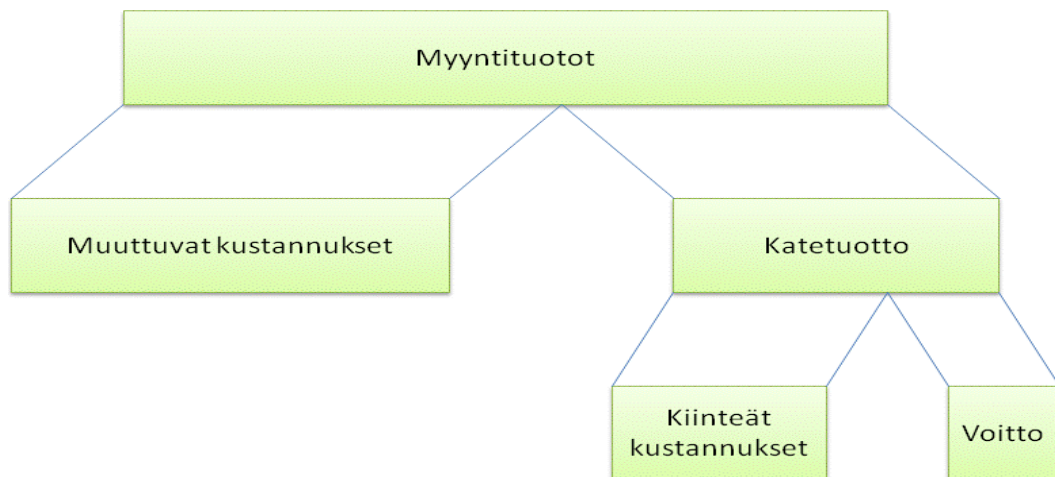 Myyntituotot
Muuttuvat kustannukset
Katetuotto
Kiinteät
kustannukset
Voitto